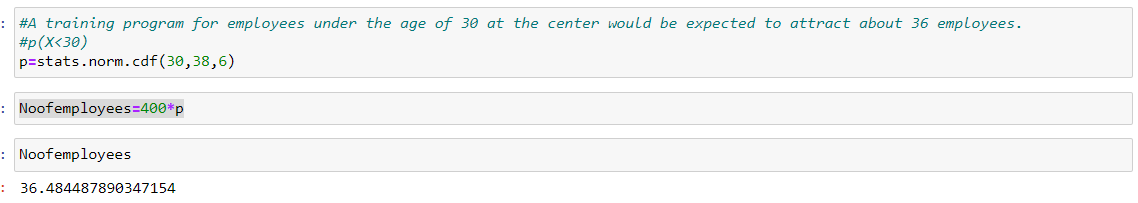 : #A training program for employees under the age of 30 at the center would be expected to attract about 36 employees.
#p(X<30)
p=stats.norm.cdf(30,38,6)
: Noofemployees=400*p
: Noofemployees
: 36.484487890347154